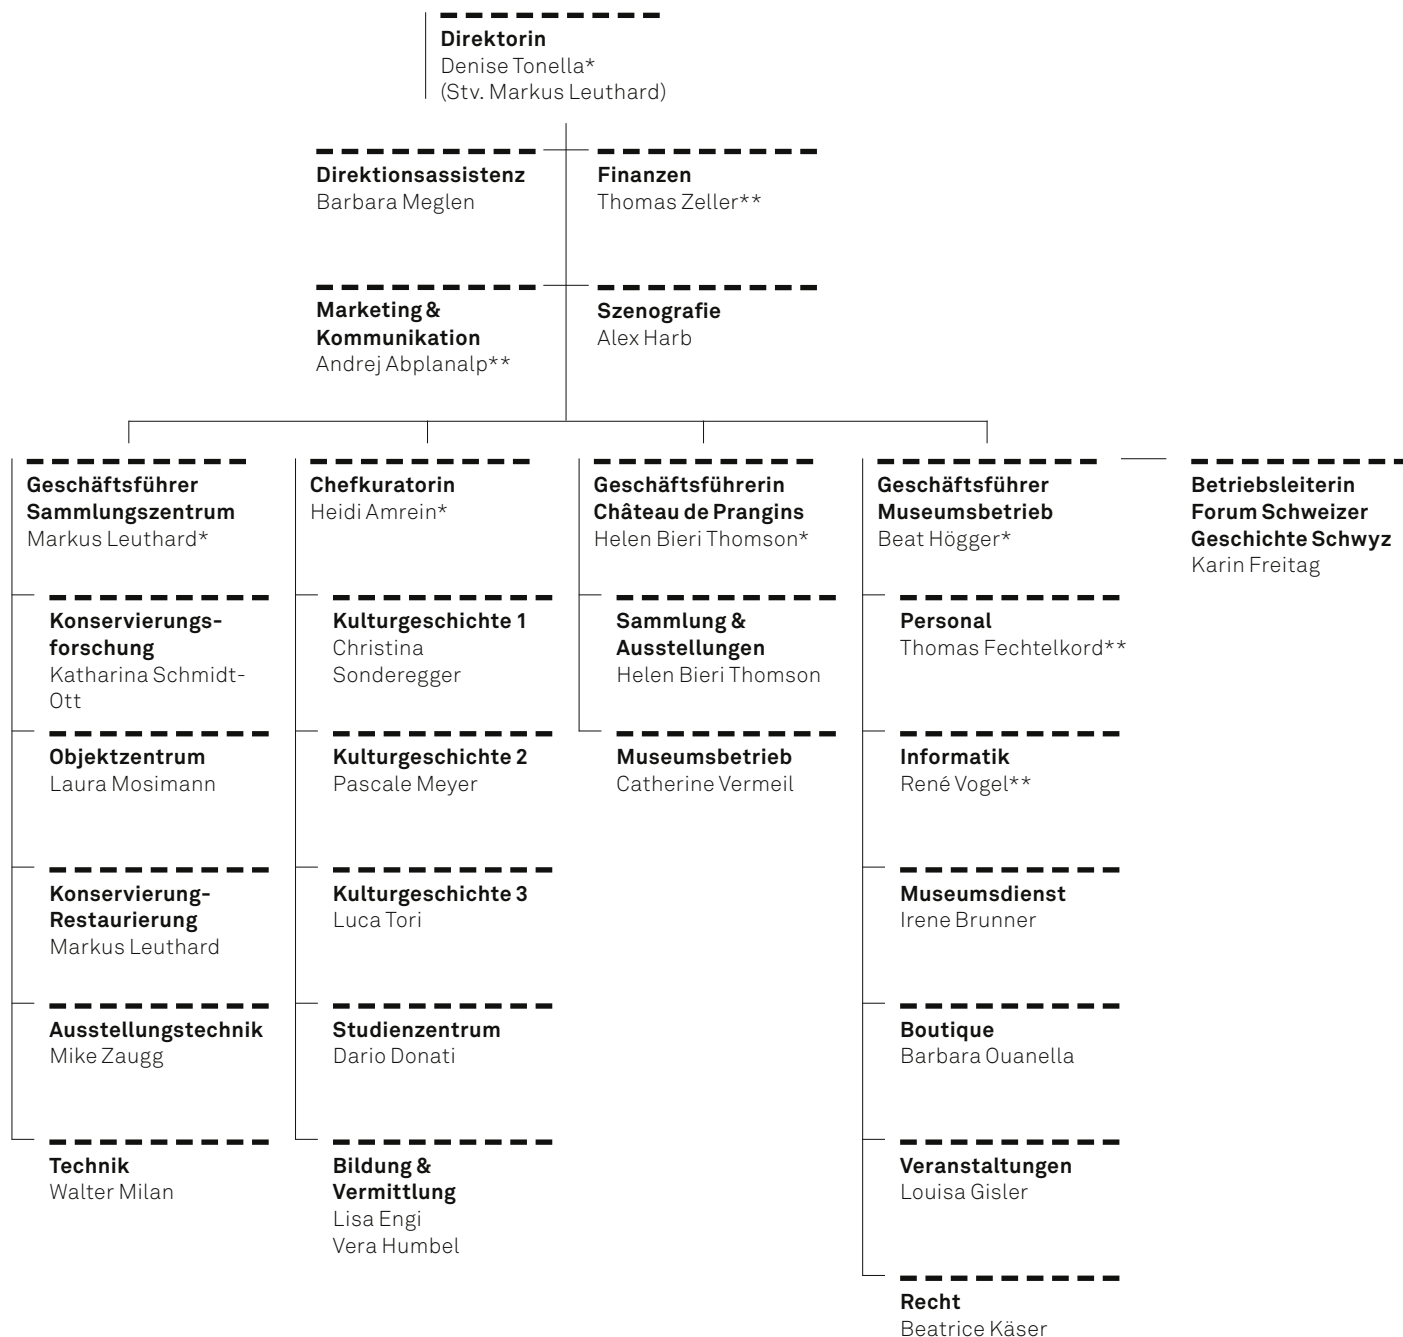 Direktorin
Denise Tonella*
(Stv. Markus Leuthard)
Direktionsassistenz
Barbara Meglen
Finanzen
Thomas Zeller**
Marketing &
Kommunikation
Andrej Abplanalp**
Szenografie
Alex Harb
Geschäftsführer
Sammlungszentrum
Markus Leuthard*
Konservierungs-
forschung
Katharina Schmidt-
Ott
Objektzentrum
Laura Mosimann
Konservierung-
Restaurierung
Markus Leuthard
Ausstellungstechnik
Mike Zaugg
Technik
Walter Milan
Chefkuratorin
Heidi Amrein*
Kulturgeschichte 1
Christina
Sonderegger
Kulturgeschichte 2
Pascale Meyer
Kulturgeschichte 3
Luca Tori
Studienzentrum
Dario Donati
Bildung &
Vermittlung
Lisa Engi
Vera Humbel
Geschäftsführerin
Château de Prangins
Helen Bieri Thomson*
Sammlung &
Ausstellungen
Helen Bieri Thomson
Museumsbetrieb
Catherine Vermeil
Geschäftsführer
Museumsbetrieb
Beat Högger*
Personal
Thomas Fechtelkord**
Informatik
René Vogel**
Museumsdienst
Irene Brunner
Boutique
Barbara Ouanella
Veranstaltungen
Louisa Gisler
Recht
Beatrice Käser
Betriebsleiterin
Forum Schweizer
Geschichte Schwyz
Karin Freitag